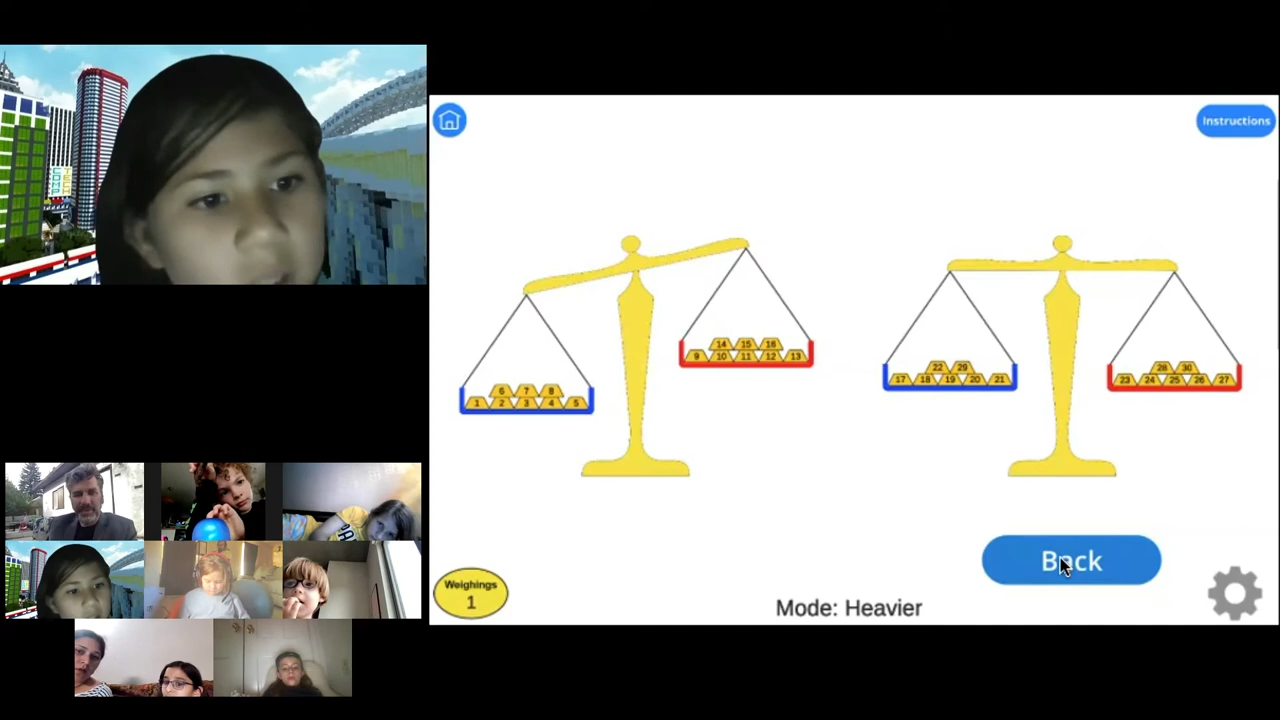 Instructions
14 15 16
9 10 11 12 13
6 7 8
1 2 3 4 5
22 29
17 18 19 20 21
28 30
23 24 25 26 27
Back
Weighings
1
Mode: Heavier